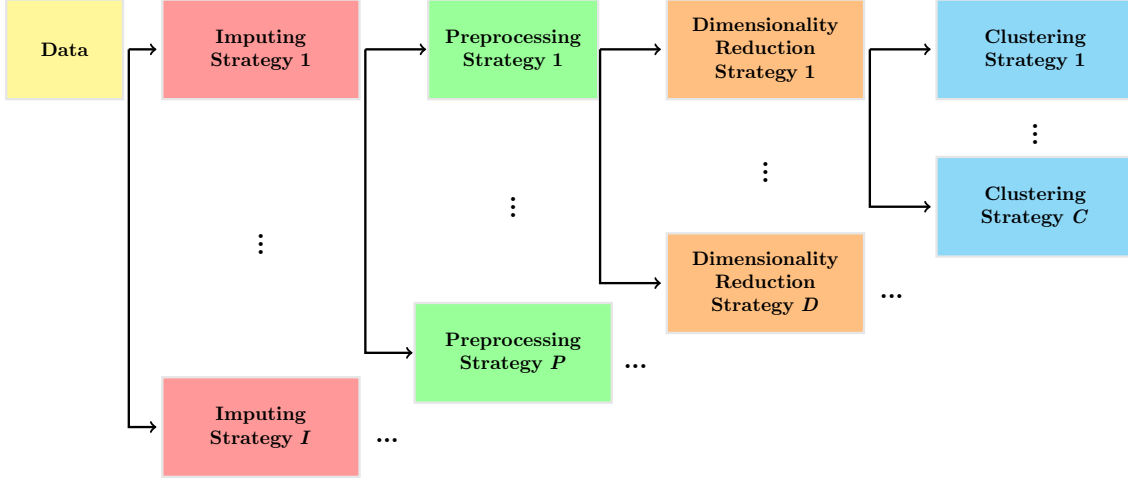 Data
Imputing
Strategy 1
Preprocessing
Strategy 1
Dimensionality
Reduction
Strategy 1
Clustering
Strategy 1
⋮
⋮
⋮
⋮
Clustering
Strategy C
Dimensionality
Reduction
Strategy D
...
Preprocessing
Strategy P
...
Imputing
Strategy I
...